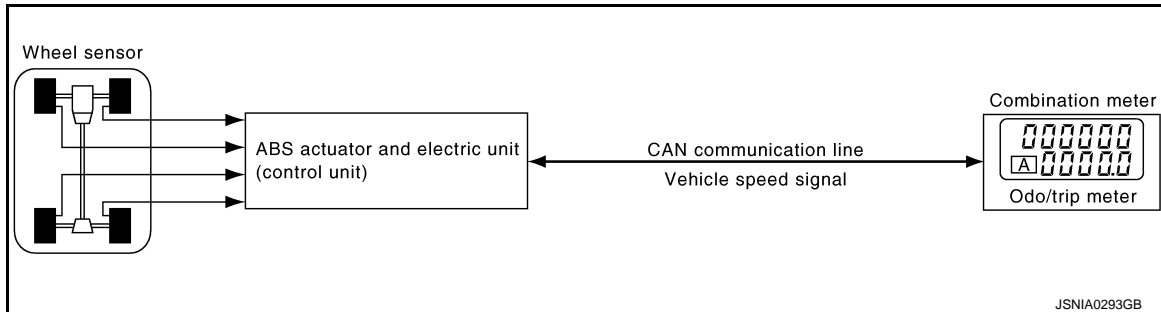 Wheel sensor
ABS actuator and electric unit
(control unit)
CAN communication line
Vehicle speed signal
Combination meter
000000
A 0000.0
Odo/trip meter
JSNIA0293GB